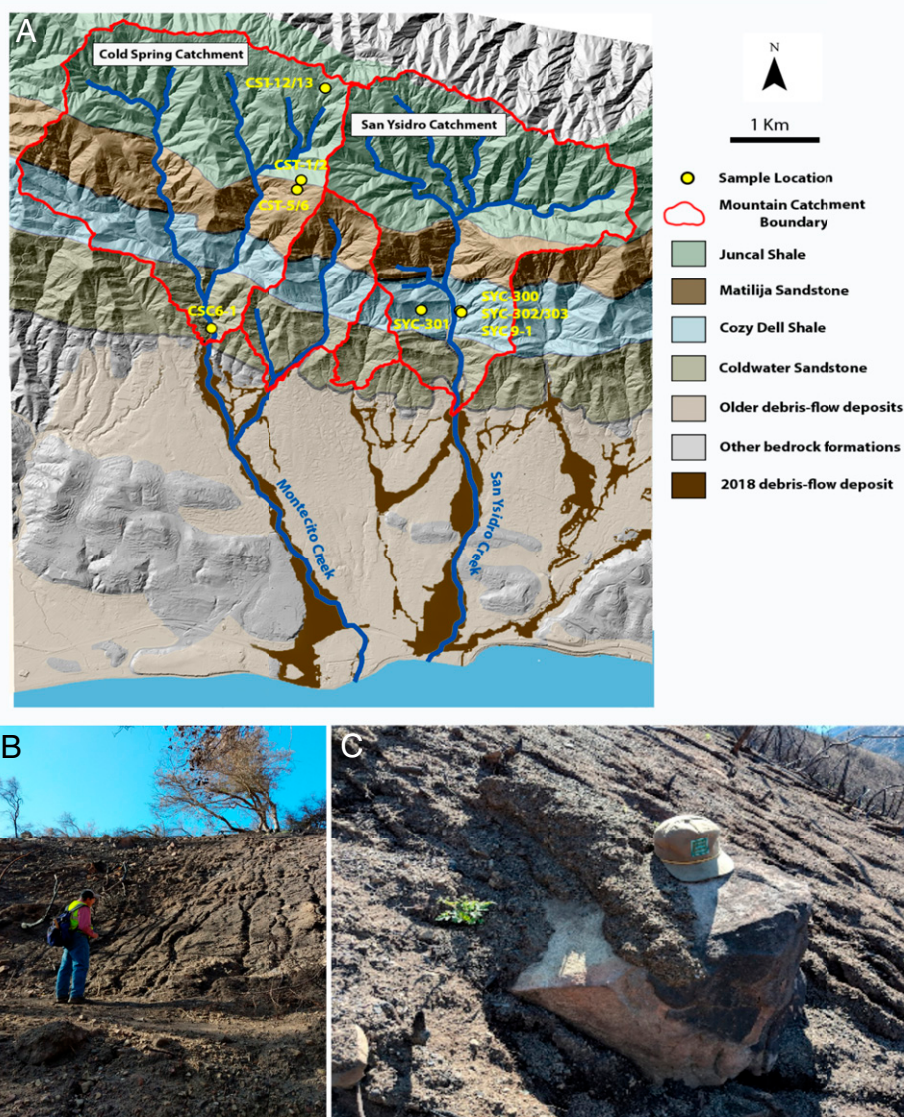 A
Cold Spring Catchment
CST-12/13
San Ysidro Catchment
CST-1/2
CST-5/6
CSC6-1
SYC-301
SYC-300
SYC-302/303
SYC9-1
Montecito Creek
San Ysidro Creek
N
1 Km
Sample Location
Mountain Catchment
Boundary
Juncal Shale
Matilija Sandstone
Cozy Dell Shale
Coldwater Sandstone
Older debris-flow deposits
Other bedrock formations
2018 debris-flow deposit
B
C